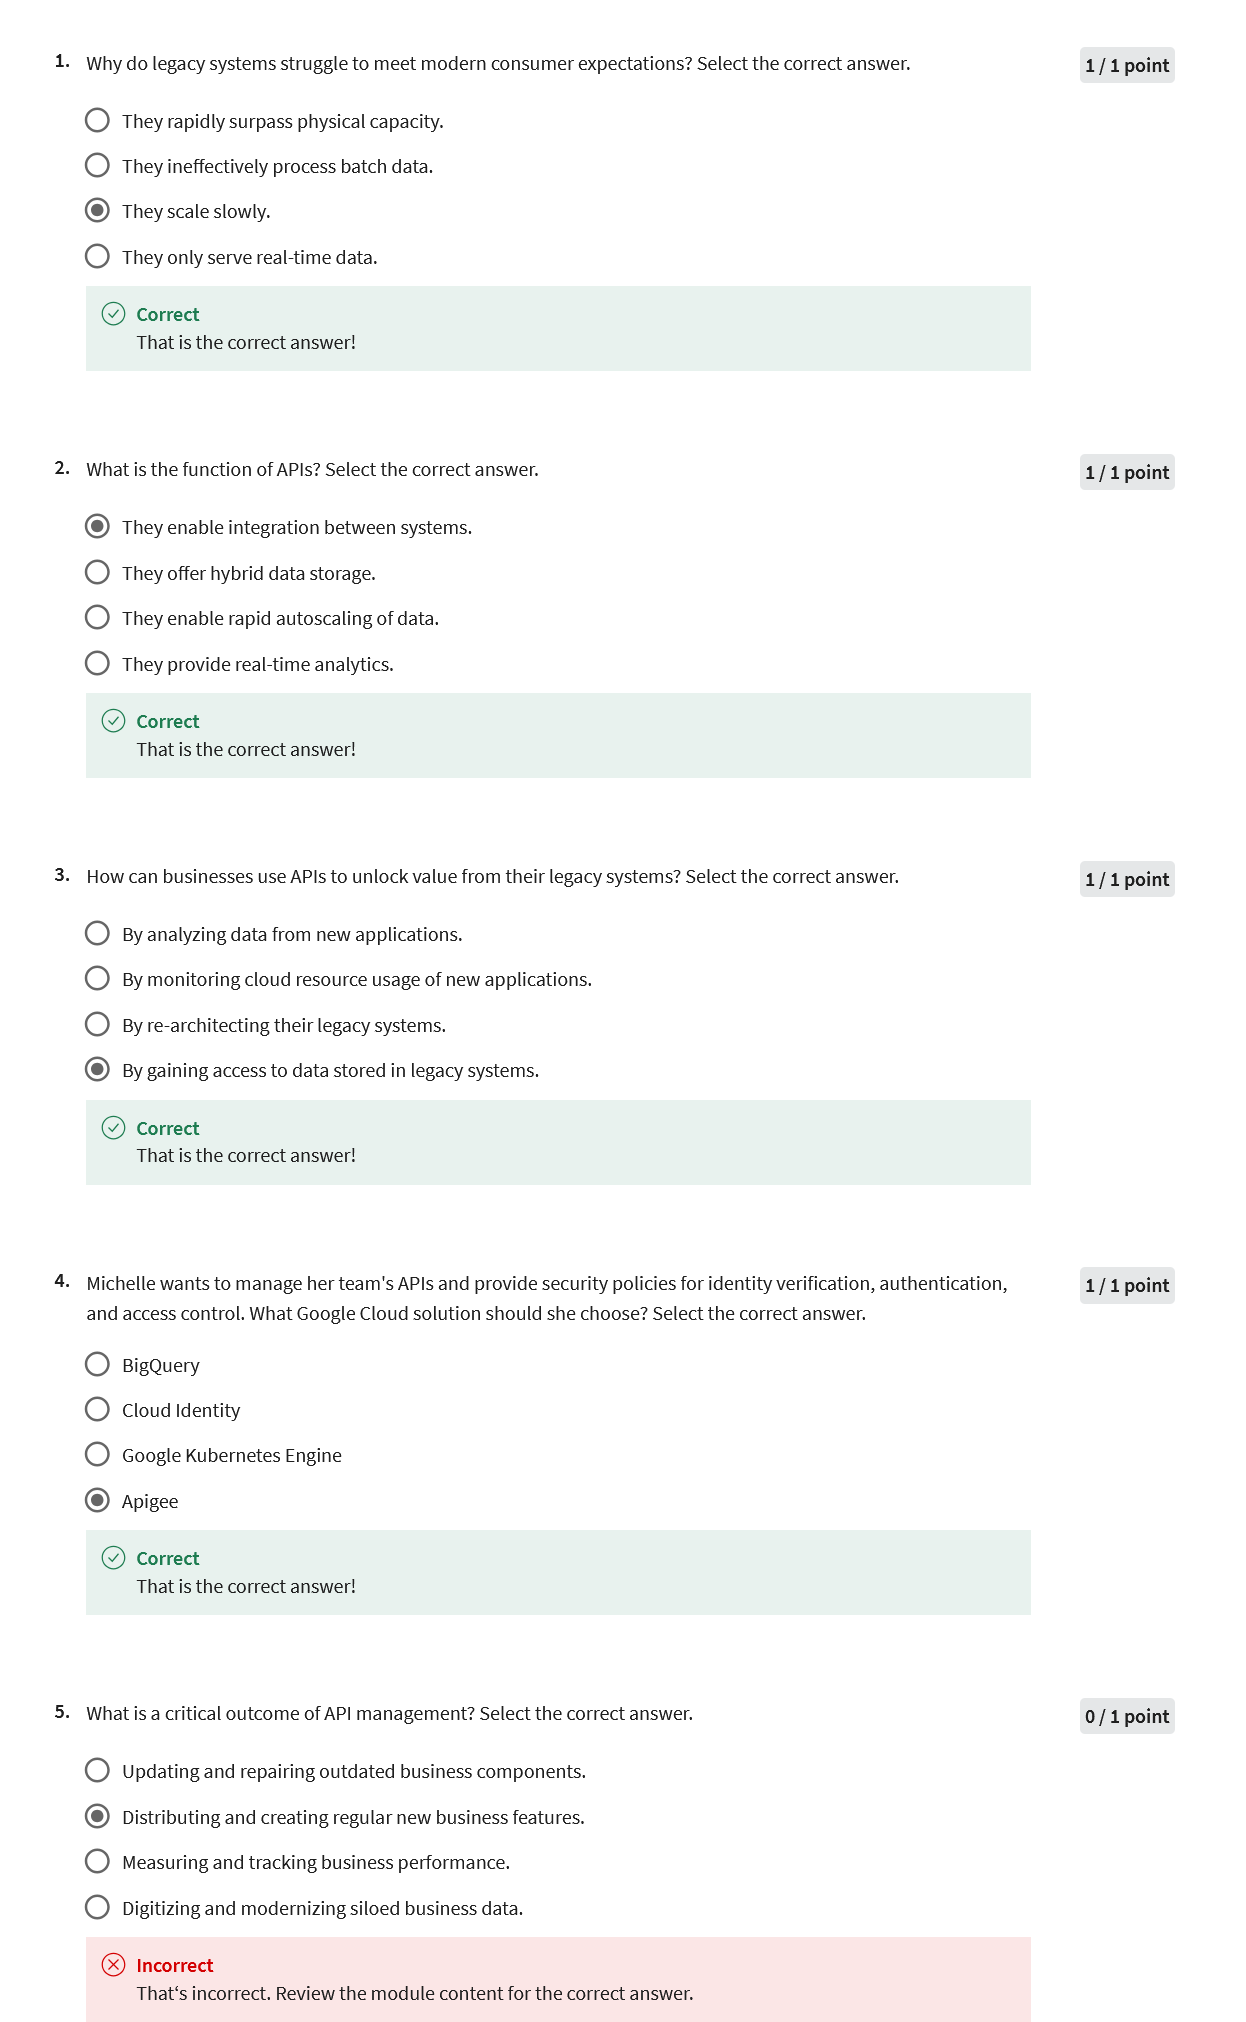 1. Why do legacy systems struggle to meet modern consumer expectations? Select the correct answer. 1 / 1 point
They rapidly surpass physical capacity.
They ineffectively process batch data.
They scale slowly.
They only serve real-time data.
Correct
That is the correct answer!
2. What is the function of APIs? Select the correct answer. 1 / 1 point
They enable integration between systems.
They offer hybrid data storage.
They enable rapid autoscaling of data.
They provide real-time analytics.
Correct
That is the correct answer!
3. How can businesses use APIs to unlock value from their legacy systems? Select the correct answer. 1 / 1 point
By analyzing data from new applications.
By monitoring cloud resource usage of new applications.
By re-architecting their legacy systems.
By gaining access to data stored in legacy systems.
Correct
That is the correct answer!
4. Michelle wants to manage her team's APIs and provide security policies for identity verification, authentication, 1 / 1 point
and access control. What Google Cloud solution should she choose? Select the correct answer.
BigQuery
Cloud Identity
Google Kubernetes Engine
Apigee
Correct
That is the correct answer!
5. What is a critical outcome of API management? Select the correct answer. 0 / 1 point
Updating and repairing outdated business components.
Distributing and creating regular new business features.
Measuring and tracking business performance.
Digitizing and modernizing siloed business data.
Incorrect
That‘s incorrect. Review the module content for the correct answer.